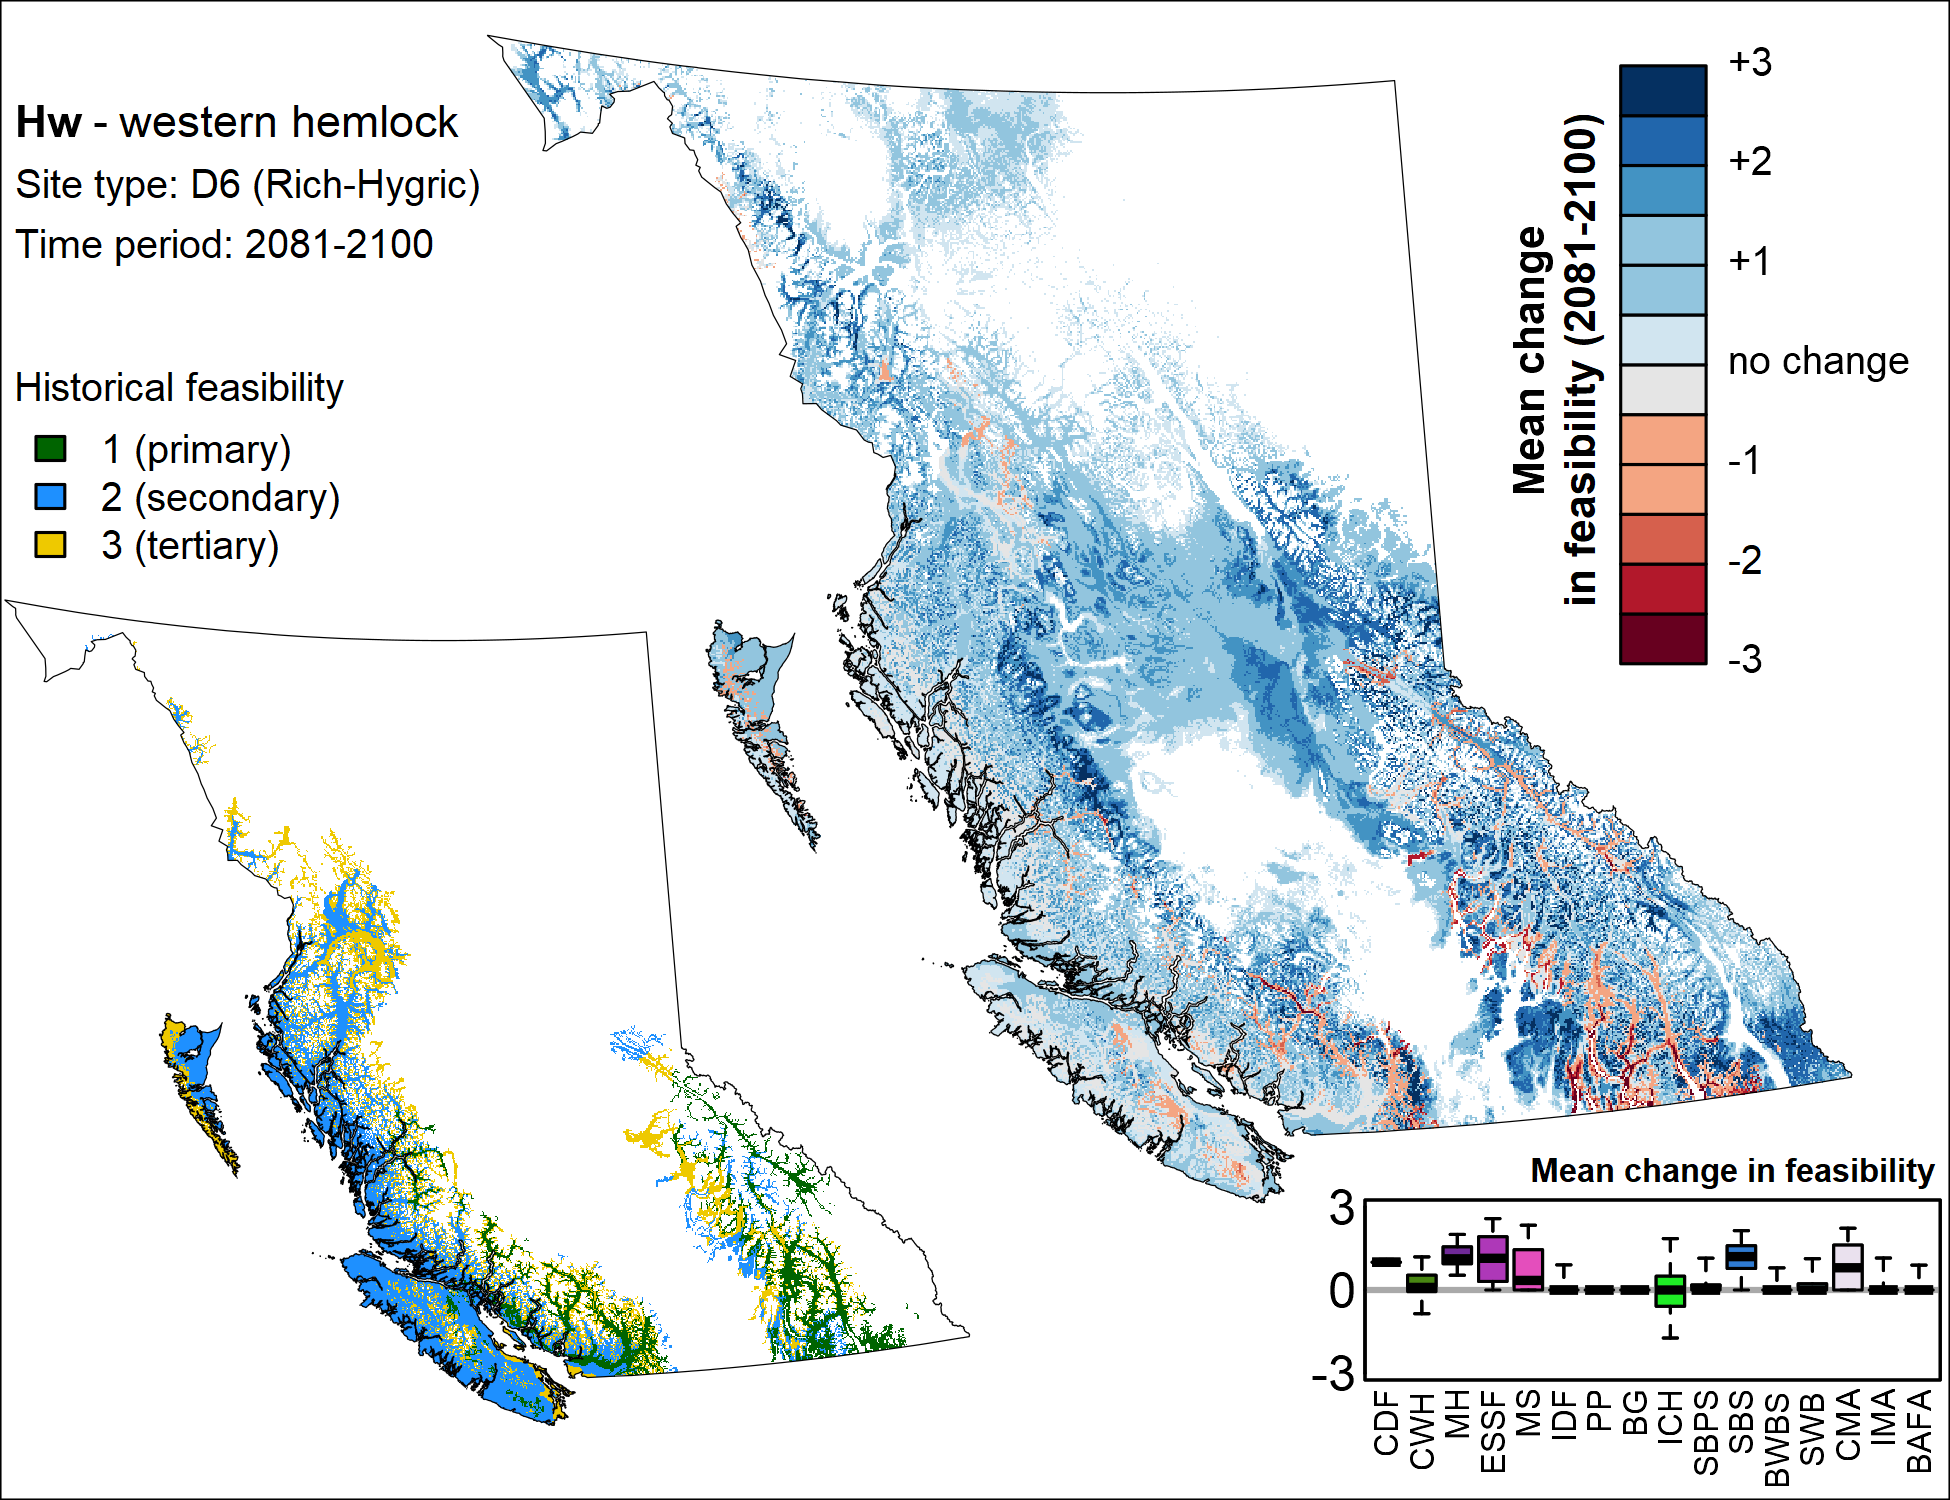 Hw - western hemlock
Site type: D6 (Rich-Hygric)
Time period: 2081-2100
Historical feasibility
1 (primary)
2 (secondary)
3 (tertiary)
Mean change
in feasibility (2081-2100)
+3
+2
+1
no change
-1
-2
-3
Mean change in feasibility
3
0
-3
CDF
CWH
MH
ESSF
MS
IDF
PP
BG
ICH
SBPS
SBS
BWBS
SWB
CMA
IMA
BAFA